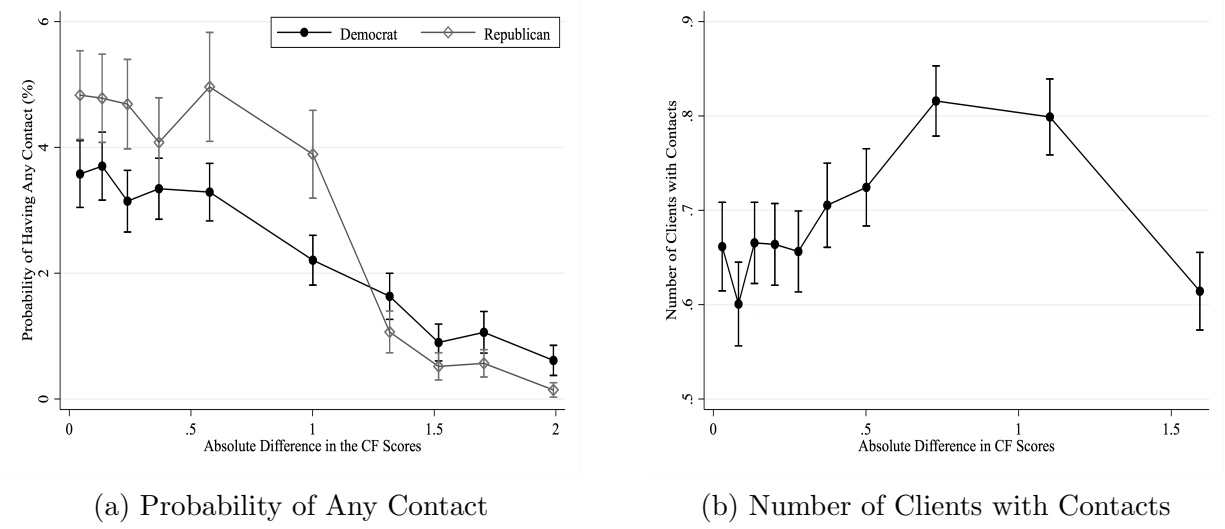 Democrat
Republican
Probability of Having Any Contact (%)
6
4
2
0
0 .5 1 1.5 2
Absolute Difference in the CF Scores
(a) Probability of Any Contact
Number of Clients with Contacts
.9
.8
.7
.6
.5
0 .5 1 1.5
Absolute Difference in CF Scores
(b) Number of Clients with Contacts